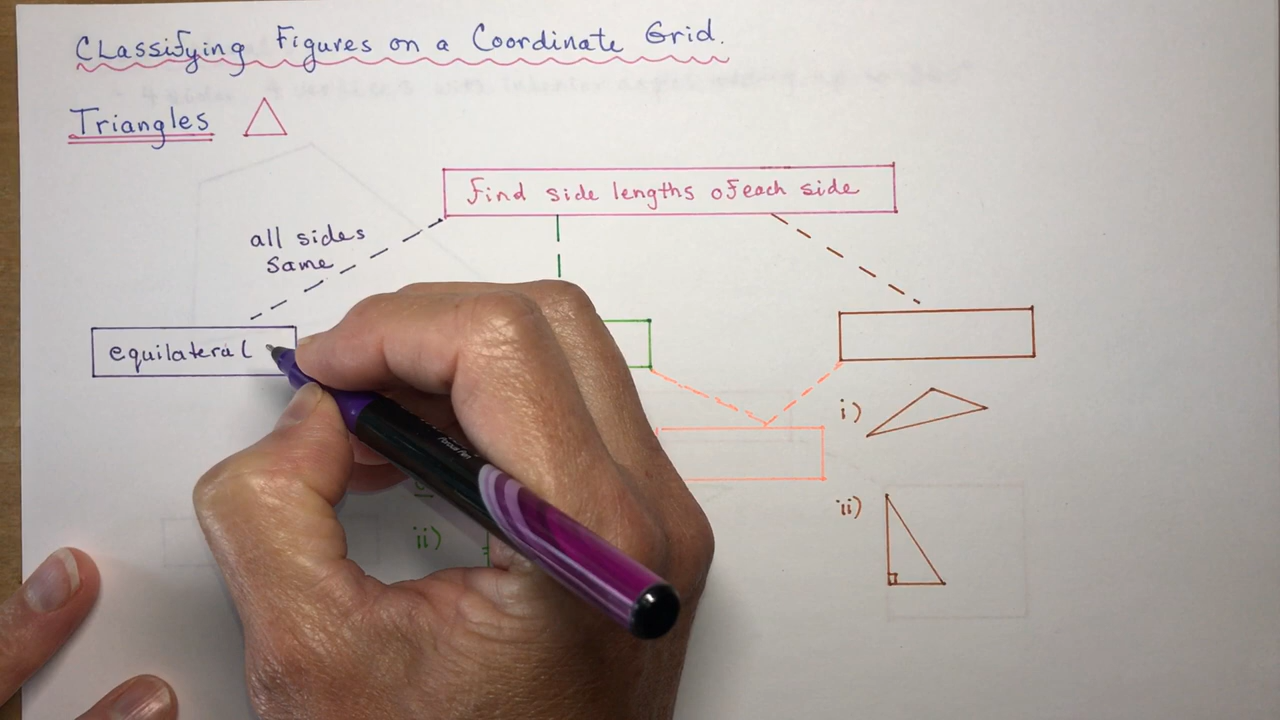 CLassifying Figures on a Coordinate Grid.
Triangles
Find side lengths of each side
all sides
Same
equilateral
i)
ii)
ii)